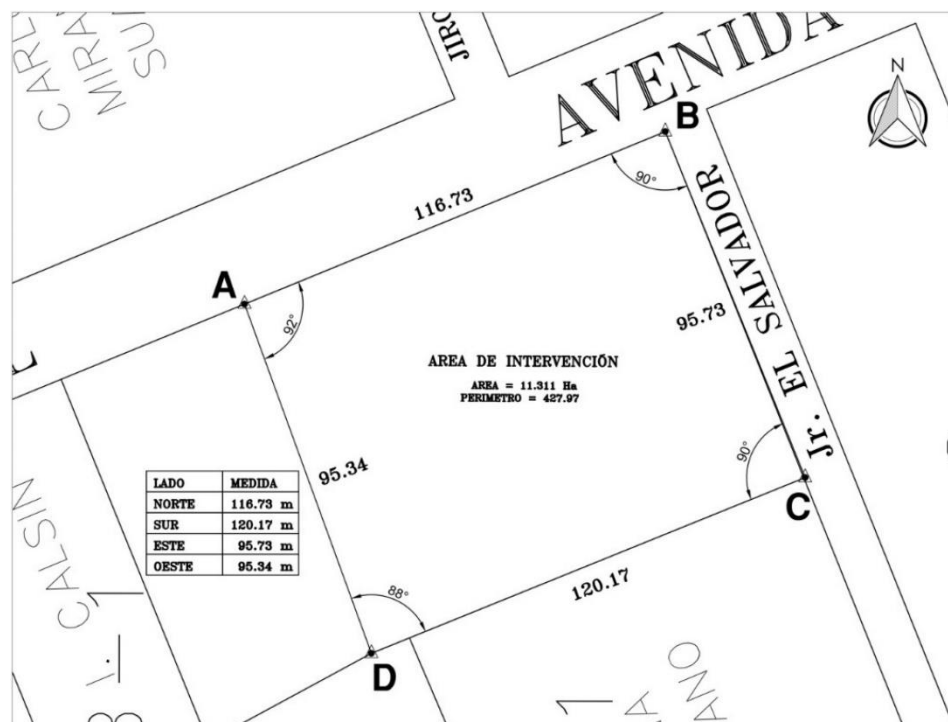 JIRO
AVENIDA
N
B
90°
116.73
A
92°
Jr. EL SALVADOR
95.73
AREA DE INTERVENCIÓN
AREA = 11.311 Ha
PERIMETRO = 427.97
95.34
90°
C
LADO MEDIDA
NORTE 116.73 m
SUR 120.17 m
ESTE 95.73 m
OESTE 95.34 m
CALSIN
88°
120.17
D